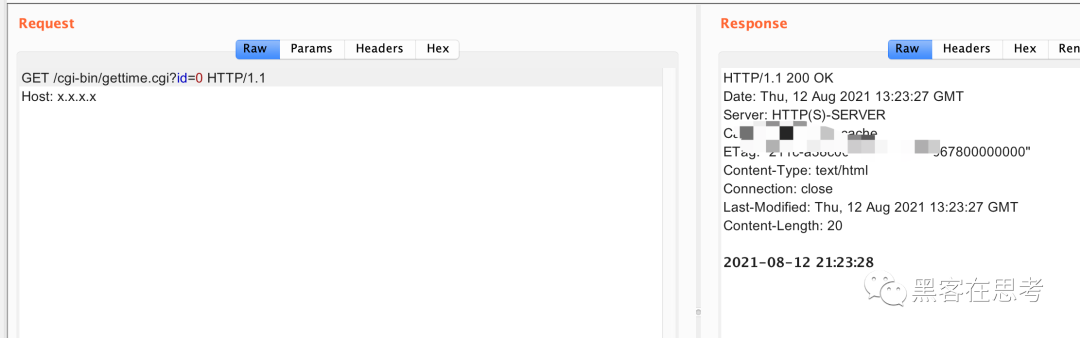 Request
Raw Params Headers Hex
GET /cgi-bin/gettime.cgi?id=0 HTTP/1.1
Host: x.x.x.x
Response
Raw Headers Hex Ren
HTTP/1.1 200 OK
Date: Thu, 12 Aug 2021 13:23:27 GMT
Server: HTTP(S)-SERVER
cache
ETag: 67800000000"
Content-Type: text/html
Connection: close
Last-Modified: Thu, 12 Aug 2021 13:23:27 GMT
Content-Length: 20
2021-08-12 21:23:28
黑客在思考